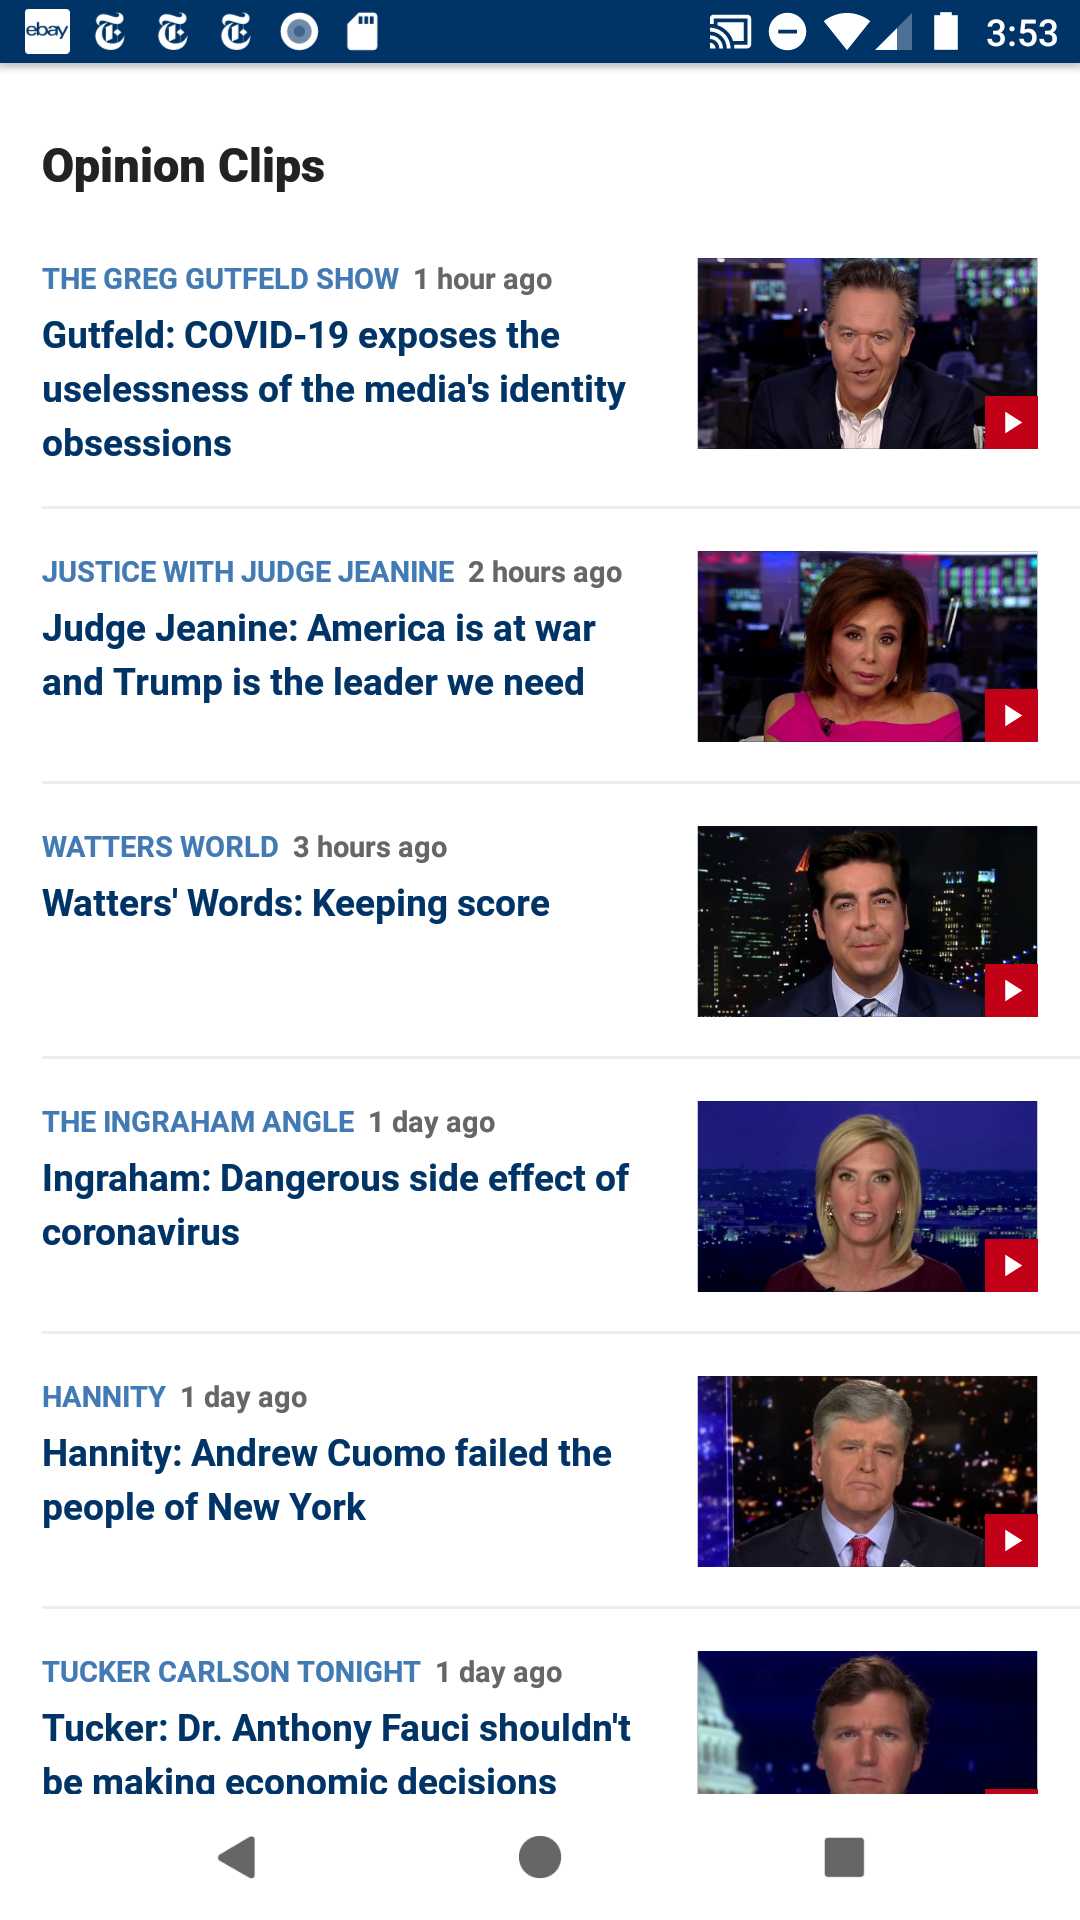 ebay 3:53
Opinion Clips
THE GREG GUTFELD SHOW 1 hour ago
Gutfeld: COVID-19 exposes the
uselessness of the media's identity
obsessions
JUSTICE WITH JUDGE JEANINE 2 hours ago
Judge Jeanine: America is at war
and Trump is the leader we need
WATTERS WORLD 3 hours ago
Watters' Words: Keeping score
THE INGRAHAM ANGLE 1 day ago
Ingraham: Dangerous side effect of
coronavirus
HANNITY 1 day ago
Hannity: Andrew Cuomo failed the
people of New York
TUCKER CARLSON TONIGHT 1 day ago
Tucker: Dr. Anthony Fauci shouldn't
be making economic decisions